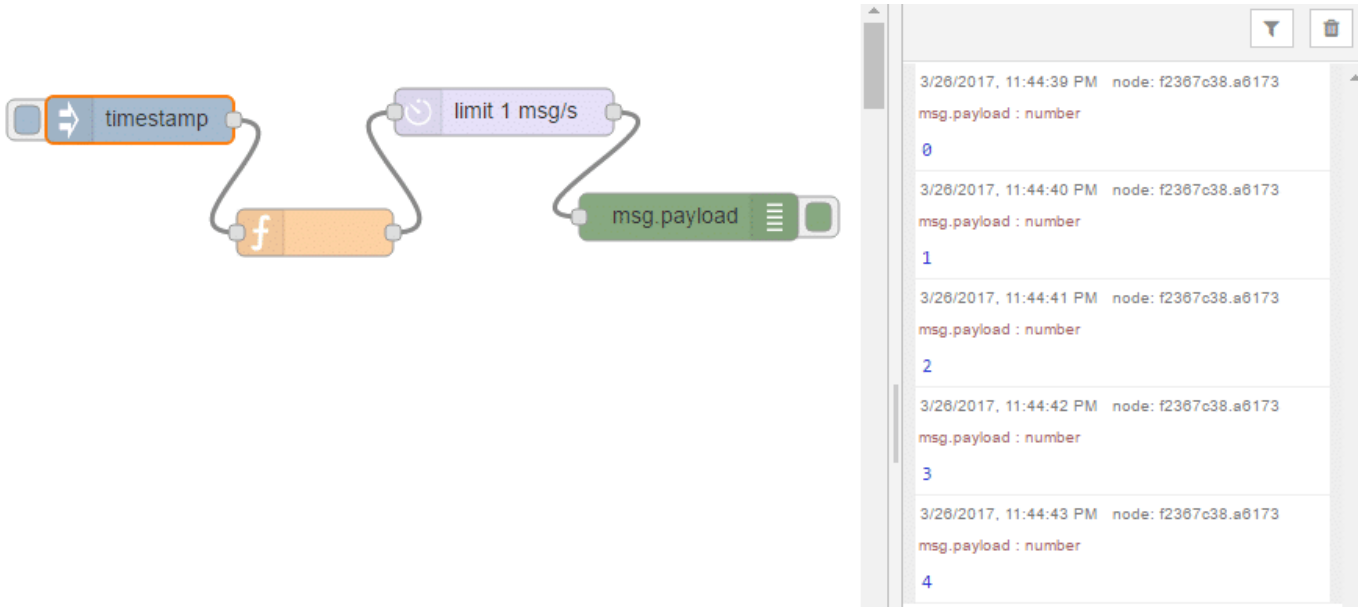 timestamp
limit 1 msg/s
msg.payload
3/26/2017, 11:44:39 PM node: f2367c38.a6173
msg.payload : number
0
3/26/2017, 11:44:40 PM node: f2367c38.a6173
msg.payload : number
1
3/26/2017, 11:44:41 PM node: f2367c38.a6173
msg.payload : number
2
3/26/2017, 11:44:42 PM node: f2367c38.a6173
msg.payload : number
3
3/26/2017, 11:44:43 PM node: f2367c38.a6173
msg.payload : number
4